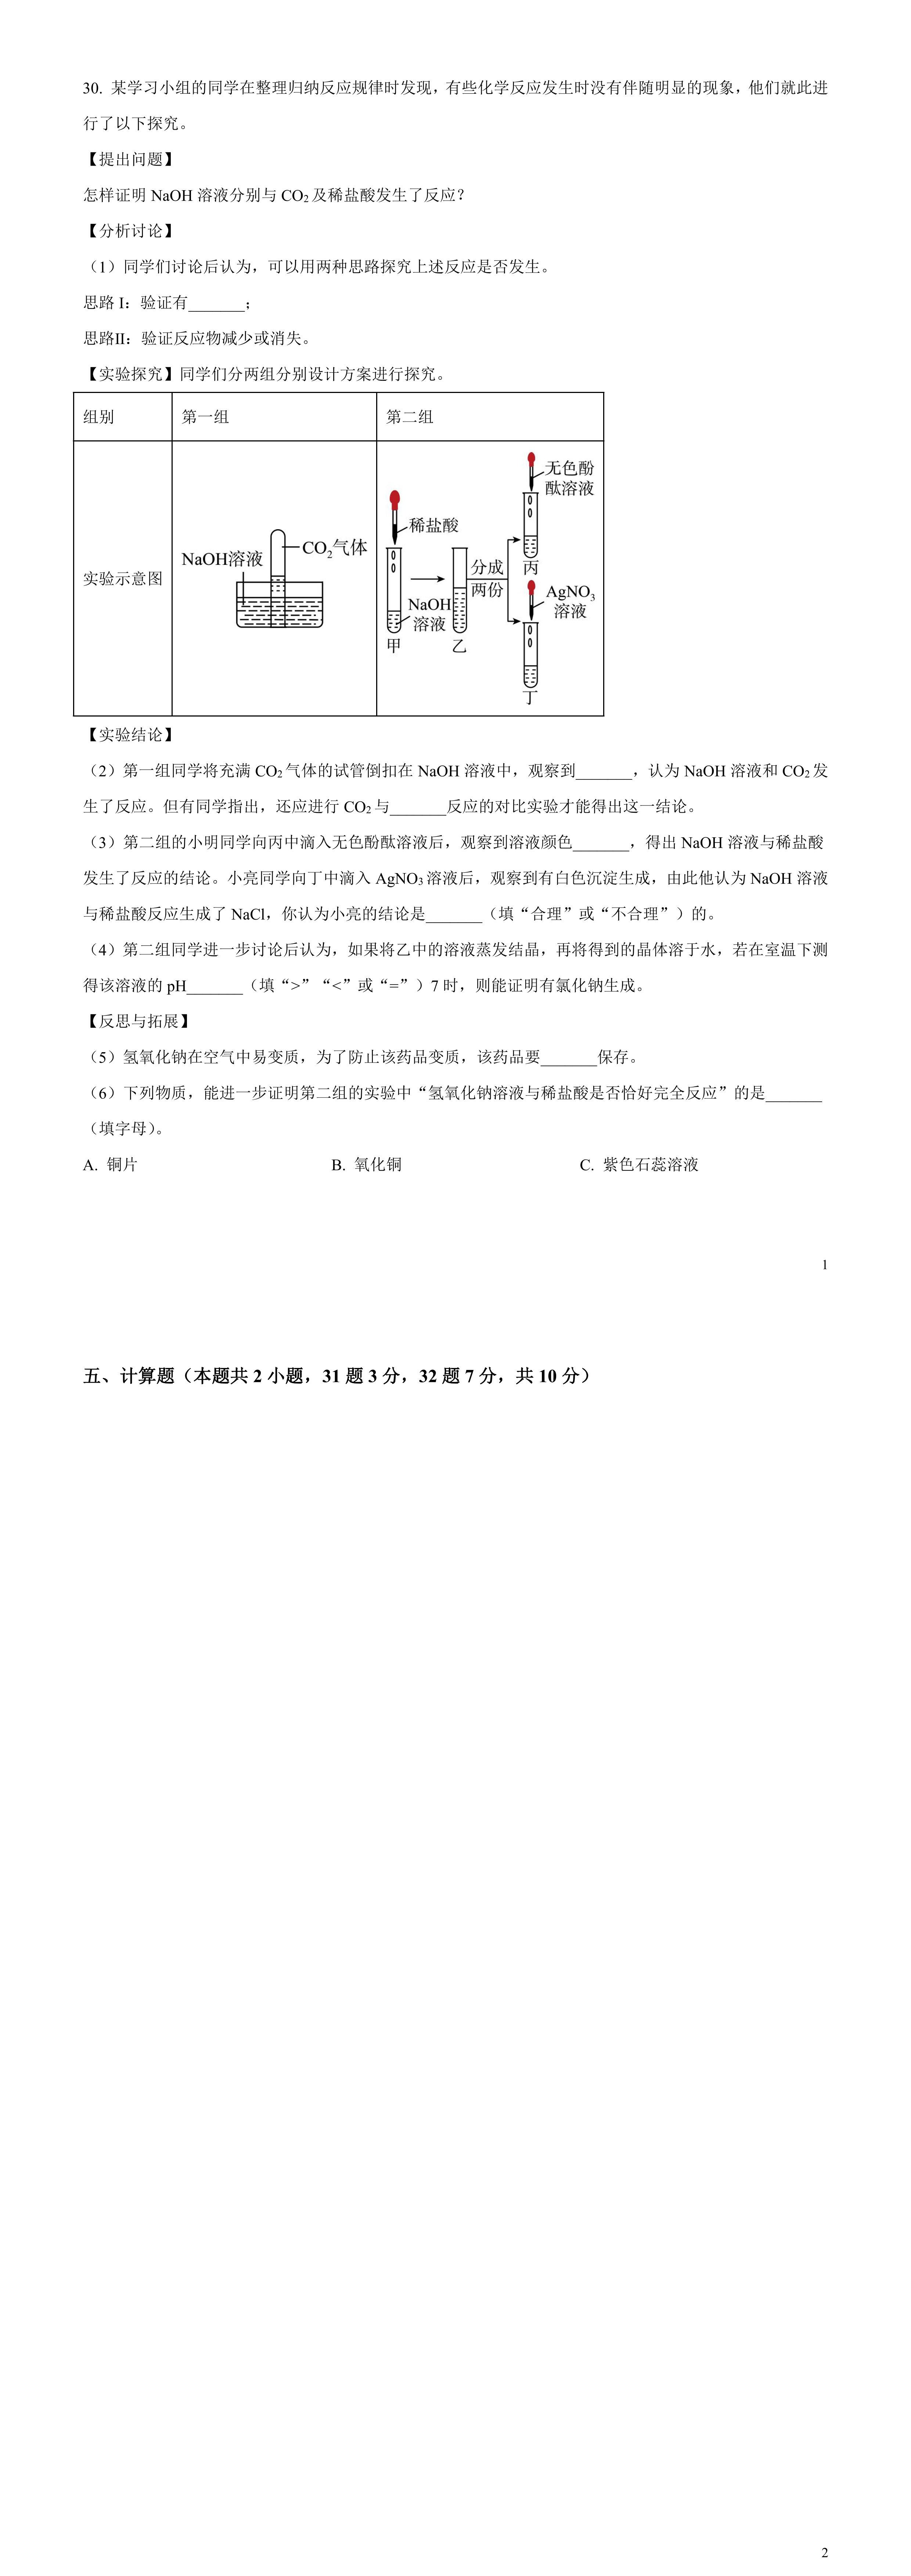 30. 某学习小组的同学在整理归纳反应规律时发现，有些化学反应发生时没有伴随明显的现象，他们就此进
行了以下探究。
【提出问题】
怎样证明 NaOH 溶液分别与 CO₂ 及稀盐酸发生了反应？
【分析讨论】
（1）同学们讨论后认为，可以用两种思路探究上述反应是否发生。
思路 I：验证有_______；
思路II：验证反应物减少或消失。
【实验探究】同学们分两组分别设计方案进行探究。
组别 第一组 第二组
实验示意图
NaOH溶液
CO₂气体
稀盐酸
NaOH
溶液
甲
乙
分成
两份
无色酚
酞溶液
丙
AgNO₃
溶液
丁
【实验结论】
（2）第一组同学将充满 CO₂ 气体的试管倒扣在 NaOH 溶液中，观察到_______，认为 NaOH 溶液和 CO₂ 发
生了反应。但有同学指出，还应进行 CO₂ 与_______反应的对比实验才能得出这一结论。
（3）第二组的小明同学向丙中滴入无色酚酞溶液后，观察到溶液颜色_______，得出 NaOH 溶液与稀盐酸
发生了反应的结论。小亮同学向丁中滴入 AgNO₃ 溶液后，观察到有白色沉淀生成，由此他认为 NaOH 溶液
与稀盐酸反应生成了 NaCl，你认为小亮的结论是_______（填“合理”或“不合理”）的。
（4）第二组同学进一步讨论后认为，如果将乙中的溶液蒸发结晶，再将得到的晶体溶于水，若在室温下测
得该溶液的 pH_______（填“>”“<”或“=”）7 时，则能证明有氯化钠生成。
【反思与拓展】
（5）氢氧化钠在空气中易变质，为了防止该药品变质，该药品要_______保存。
（6）下列物质，能进一步证明第二组的实验中“氢氧化钠溶液与稀盐酸是否恰好完全反应”的是_______
（填字母）。
A. 铜片 B. 氧化铜 C. 紫色石蕊溶液
1
五、计算题（本题共 2 小题，31 题 3 分，32 题 7 分，共 10 分）
2